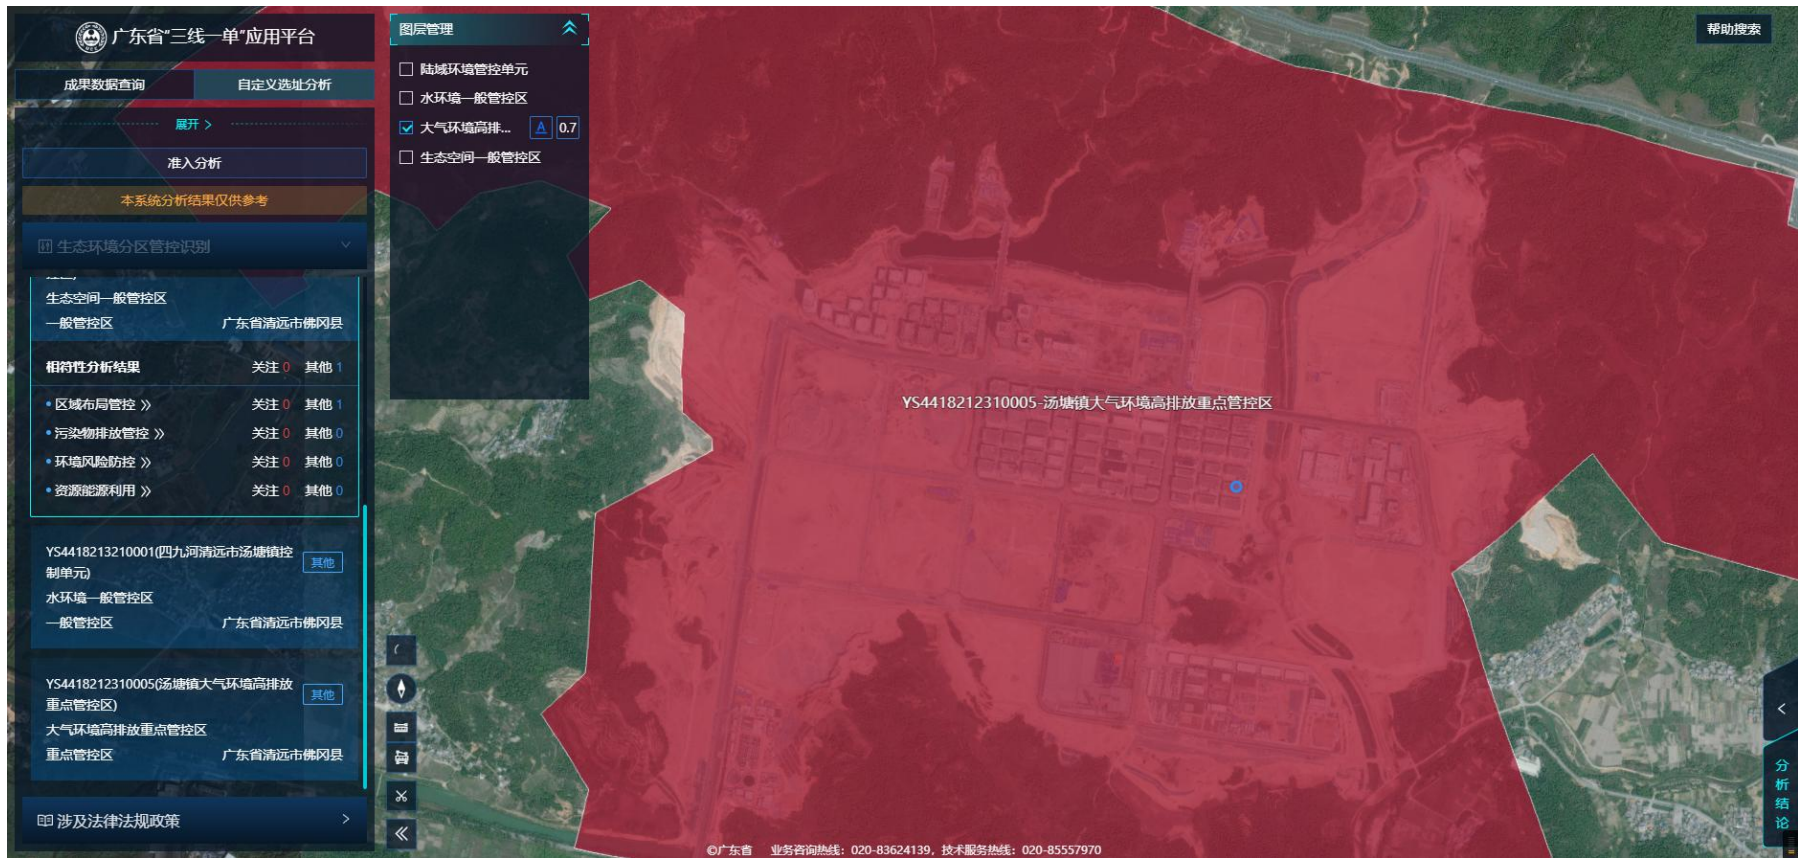 广东省“三线一单”应用平台
成果数据查询
自定义选址分析
展开 >
准入分析
本系统分析结果仅供参考
生态环境分区管控识别
生态空间一般管控区
一般管控区 广东省清远市佛冈县
相符性分析结果 关注 0 其他 1
区域布局管控 关注 0 其他 1
污染物排放管控 关注 0 其他 0
环境风险防控 关注 0 其他 0
资源能源利用 关注 0 其他 0
YS4418213210001(四九河清远市汤塘镇控
制单元)
其他
水环境一般管控区
一般管控区 广东省清远市佛冈县
YS4418212310005(汤塘镇大气环境高排放
重点管控区)
其他
大气环境高排放重点管控区
重点管控区 广东省清远市佛冈县
涉及法律法规政策
图层管理
陆域环境管控单元
水环境一般管控区
大气环境高排... A 0.7
生态空间一般管控区
帮助搜索
YS4418212310005-汤塘镇大气环境高排放重点管控区
分析结论
©广东省 业务咨询热线：020-83624139，技术服务热线：020-85557970